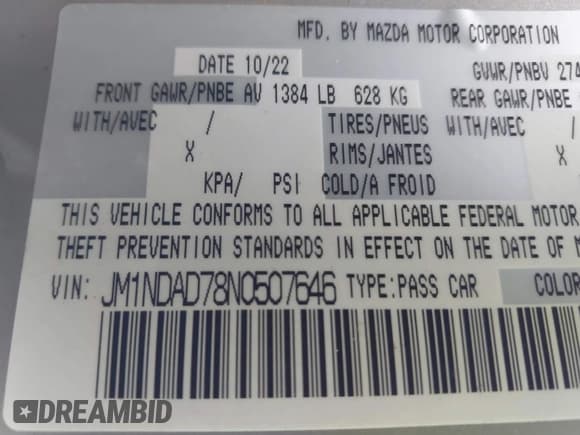 MFD. BY MAZDA MOTOR CORPORATION
DATE 10/22 GVWR/PNBV 274
FRONT GAWR/PNBE AV 1384 LB 628 KG REAR GAWR/PNBE
WITH/AVEC / TIRES/PNEUS WITH/AVEC /
X RIMS/JANTES
KPA/ PSI COLD/A FROID
THIS VEHICLE CONFORMS TO ALL APPLICABLE FEDERAL MOTOR
THEFT PREVENTION STANDARDS IN EFFECT ON THE DATE OF M
VIN: JM1NDAD78N0507646 TYPE:PASS CAR COLOR
DREAMBID